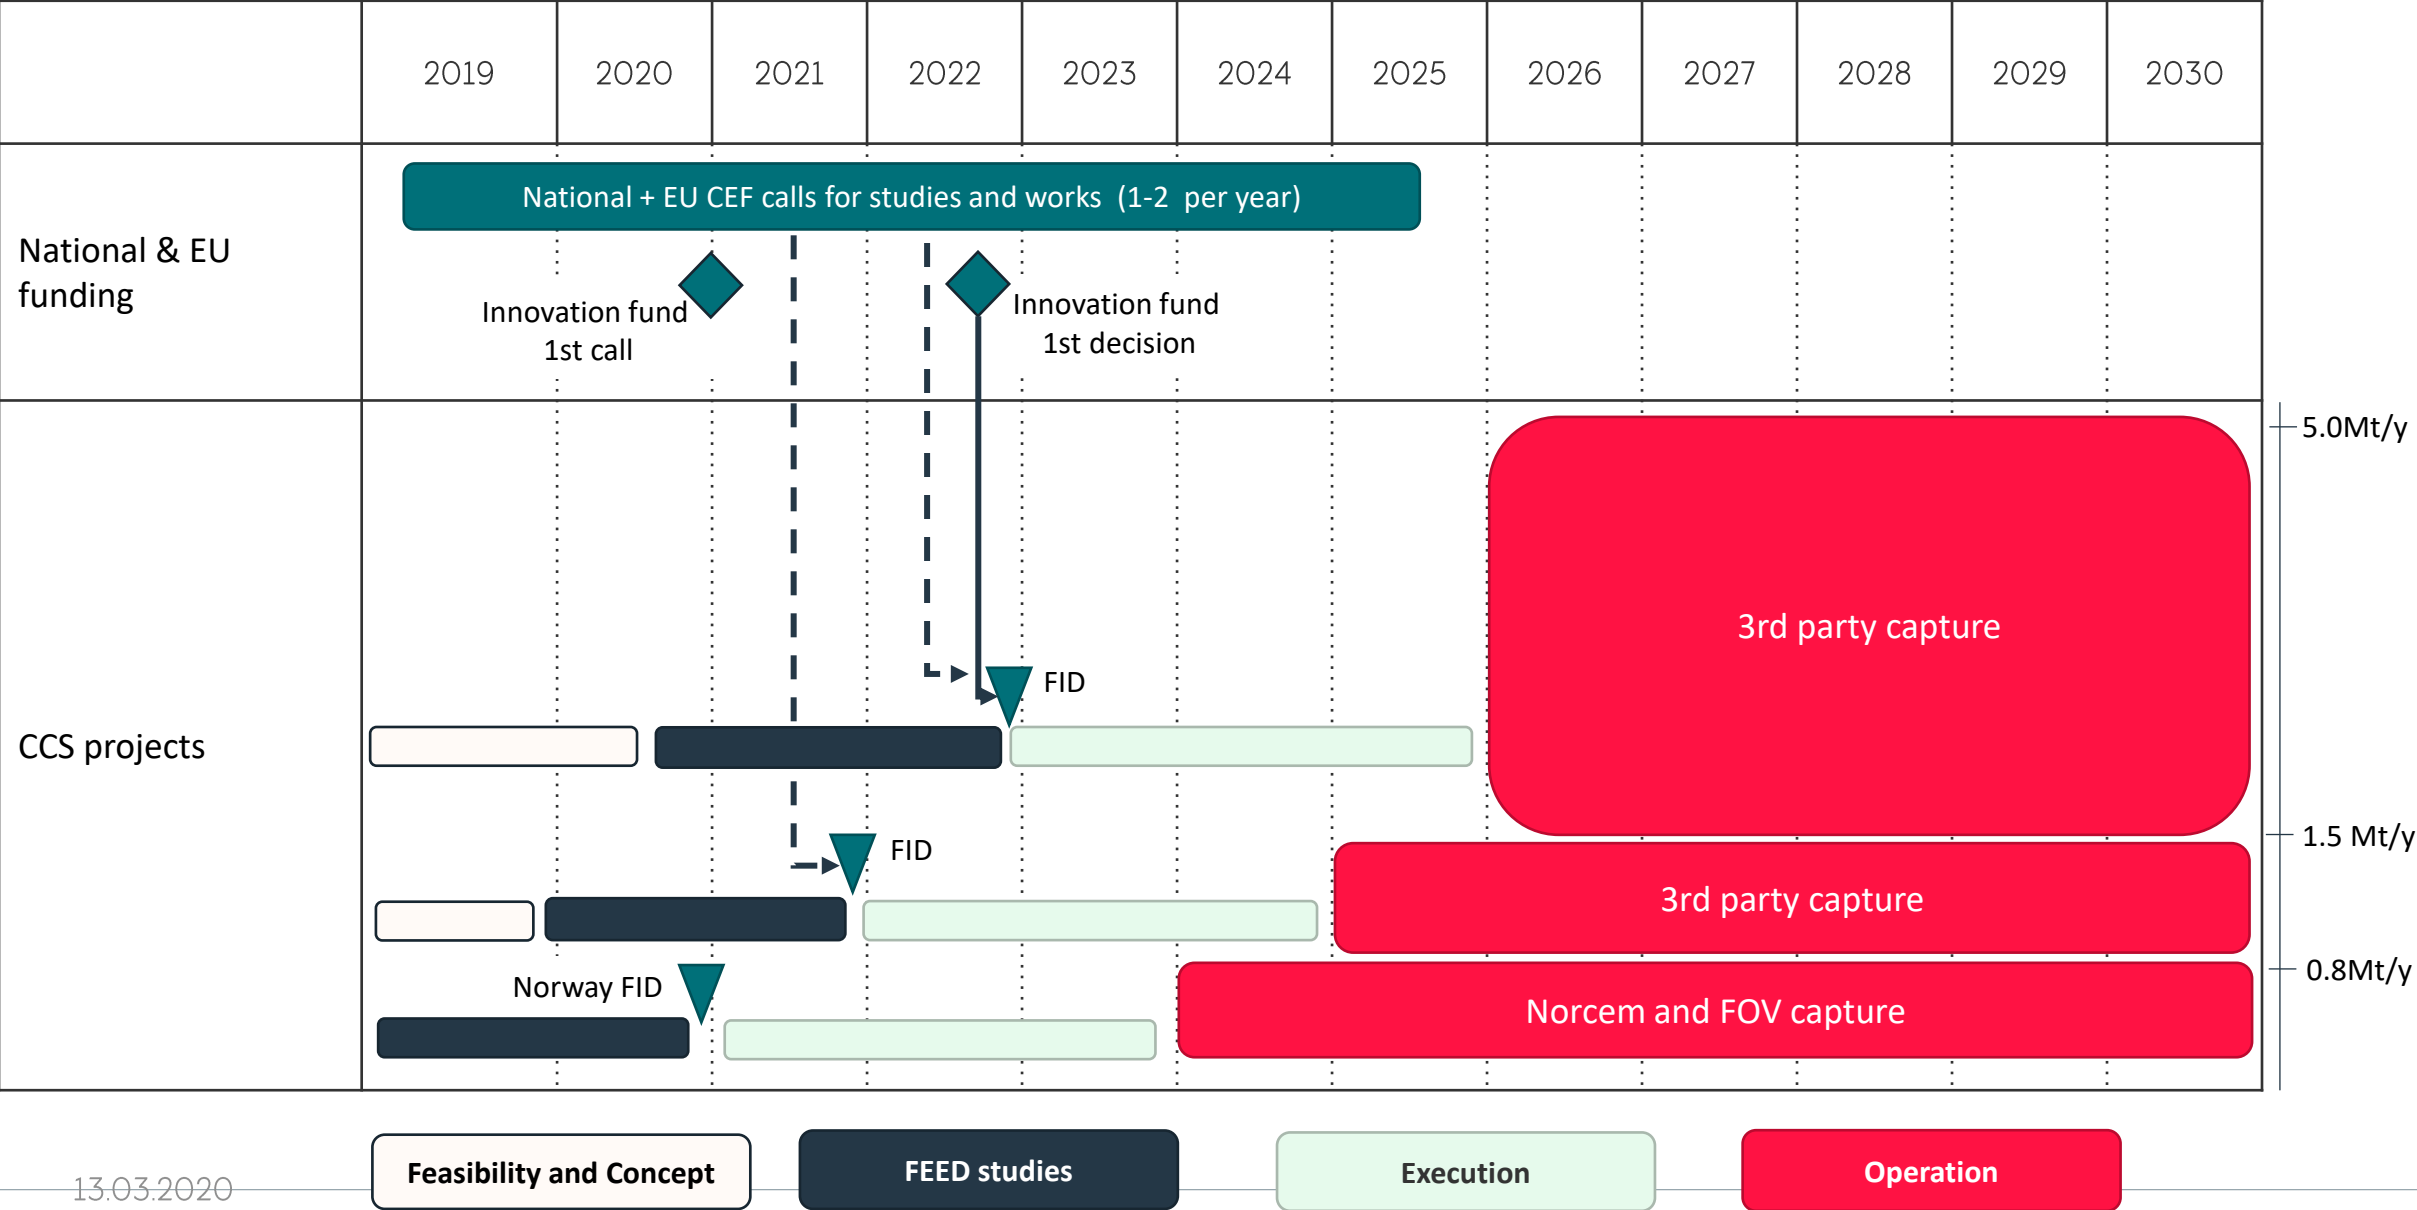 2019 2020 2021 2022 2023 2024 2025 2026 2027 2028 2029 2030
National & EU
funding
National + EU CEF calls for studies and works (1-2 per year)
Innovation fund
1st call
Innovation fund
1st decision
CCS projects
5.0Mt/y
3rd party capture
FID
1.5 Mt/y
FID
3rd party capture
0.8Mt/y
Norway FID
Norcem and FOV capture
Feasibility and Concept
FEED studies
Execution
Operation
13.03.2020